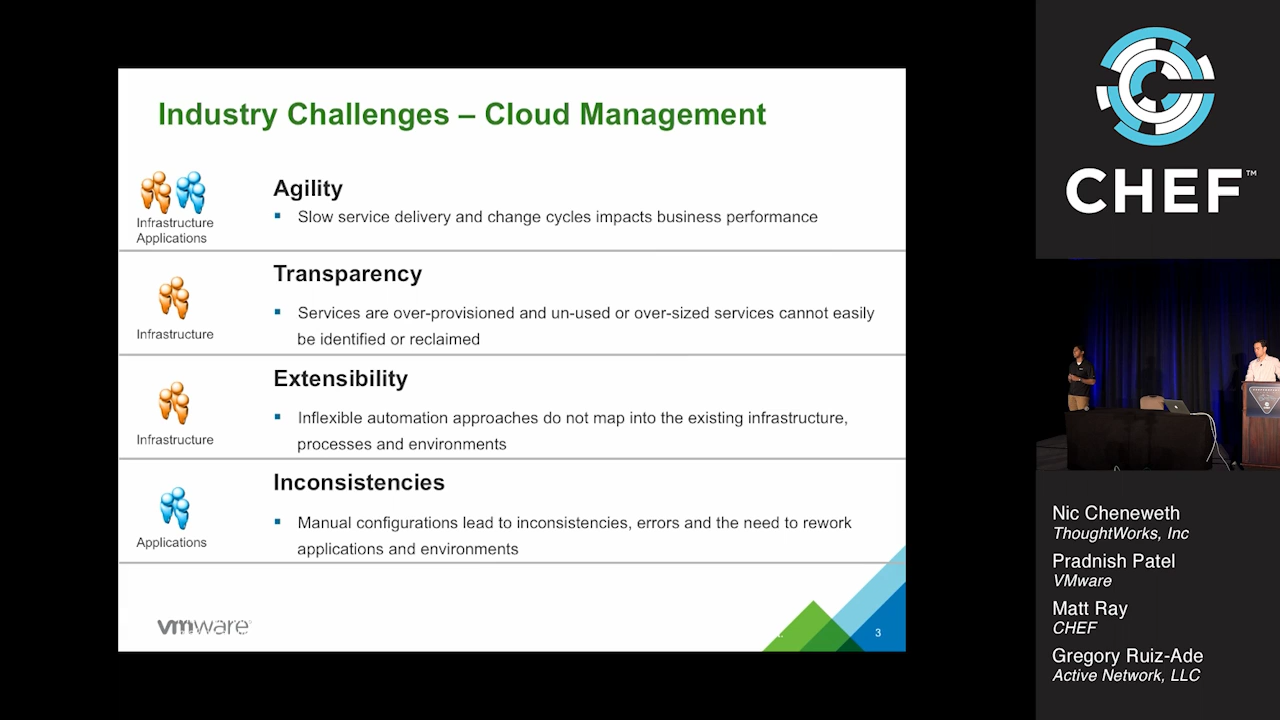 Industry Challenges – Cloud Management
Infrastructure
Applications
Agility
▪ Slow service delivery and change cycles impacts business performance
Infrastructure
Transparency
▪ Services are over-provisioned and un-used or over-sized services cannot easily
be identified or reclaimed
Infrastructure
Extensibility
▪ Inflexible automation approaches do not map into the existing infrastructure,
processes and environments
Applications
Inconsistencies
▪ Manual configurations lead to inconsistencies, errors and the need to rework
applications and environments
vmware®
3
CHEF™
Nic Cheneweth
ThoughtWorks, Inc
Pradnish Patel
VMware
Matt Ray
CHEF
Gregory Ruiz-Ade
Active Network, LLC